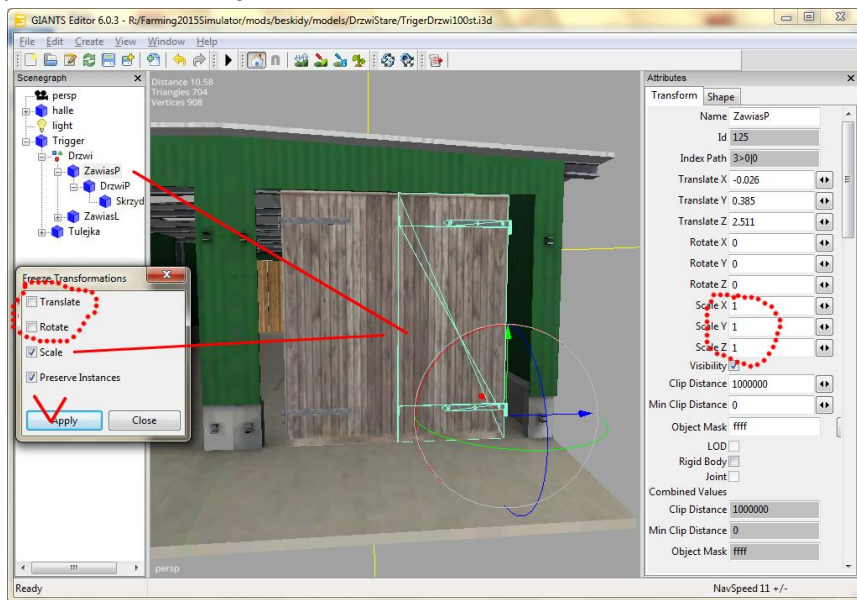 GIANTS Editor 6.0.3 - R:/Farming2015Simulator/mods/beskidy/models/DrzwiStare/TrigerDrzwi100st.i3d
File Edit Create View Window Help
Scenegraph
persp
halle
light
Trigger
Drzwi
ZawiasP
DrzwiP
Skrzyd
ZawiasL
Tulejka
Freeze Transformations
Translate
Rotate
Scale
Preserve Instances
Apply Close
Distance 10.58
Triangles 704
Vertices 908
persp
Attributes
Transform Shape
Name ZawiasP
Id 125
Index Path 3>0|0
Translate X -0.026
Translate Y 0.385
Translate Z 2.511
Rotate X 0
Rotate Y 0
Rotate Z 0
Scale X 1
Scale Y 1
Scale Z 1
Visibility
Clip Distance 1000000
Min Clip Distance 0
Object Mask ffff
LOD
Rigid Body
Joint
Combined Values
Clip Distance 1000000
Min Clip Distance 0
Object Mask ffff
Ready
NavSpeed 11 +/-